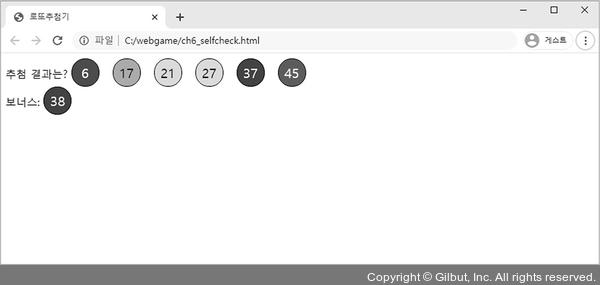 로또추첨기
파일 C:/webgame/ch6_selfcheck.html
게스트
추첨 결과는? 6 17 21 27 37 45
보너스: 38
Copyright © Gilbut, Inc. All rights reserved.